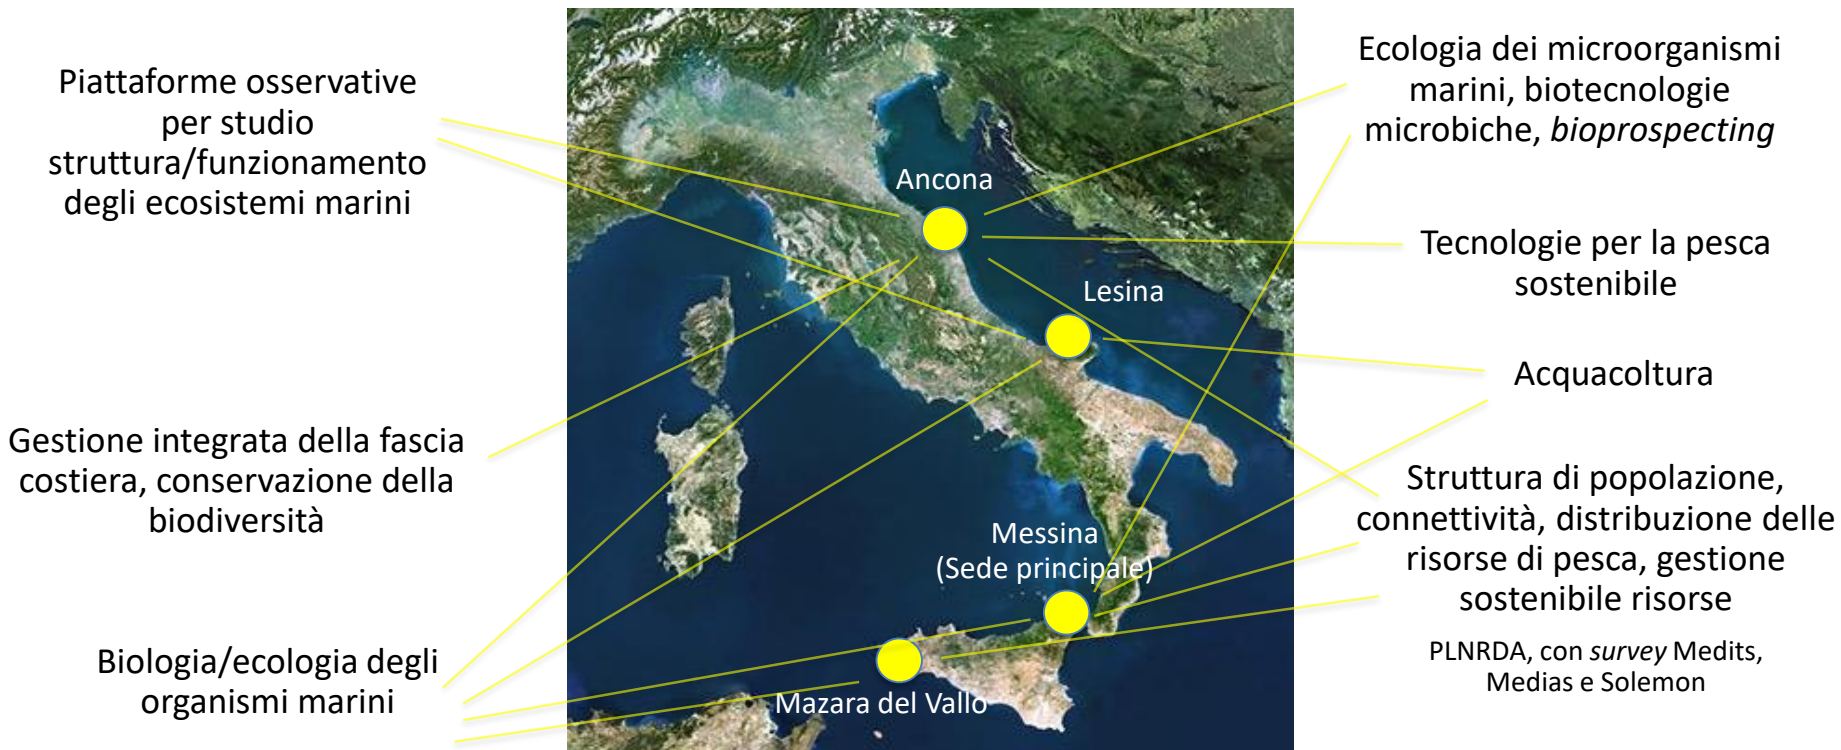 Piattaforme osservative
per studio
struttura/funzionamento
degli ecosistemi marini
Gestione integrata della fascia
costiera, conservazione della
biodiversità
Biologia/ecologia degli
organismi marini
Ancona
Lesina
Messina
(Sede principale)
Mazara del Vallo
Ecologia dei microorganismi
marini, biotecnologie
microbiche, bioprospecting
Tecnologie per la pesca
sostenibile
Acquacoltura
Struttura di popolazione,
connettività, distribuzione delle
risorse di pesca, gestione
sostenibile risorse
PLNRDA, con survey Medits,
Medias e Solemon